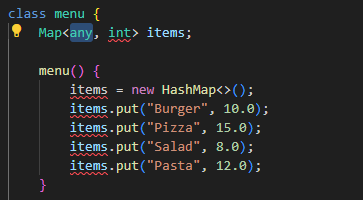 class menu {
Map<any, int> items;
menu() {
items = new HashMap<>();
items.put("Burger", 10.0);
items.put("Pizza", 15.0);
items.put("Salad", 8.0);
items.put("Pasta", 12.0);
}